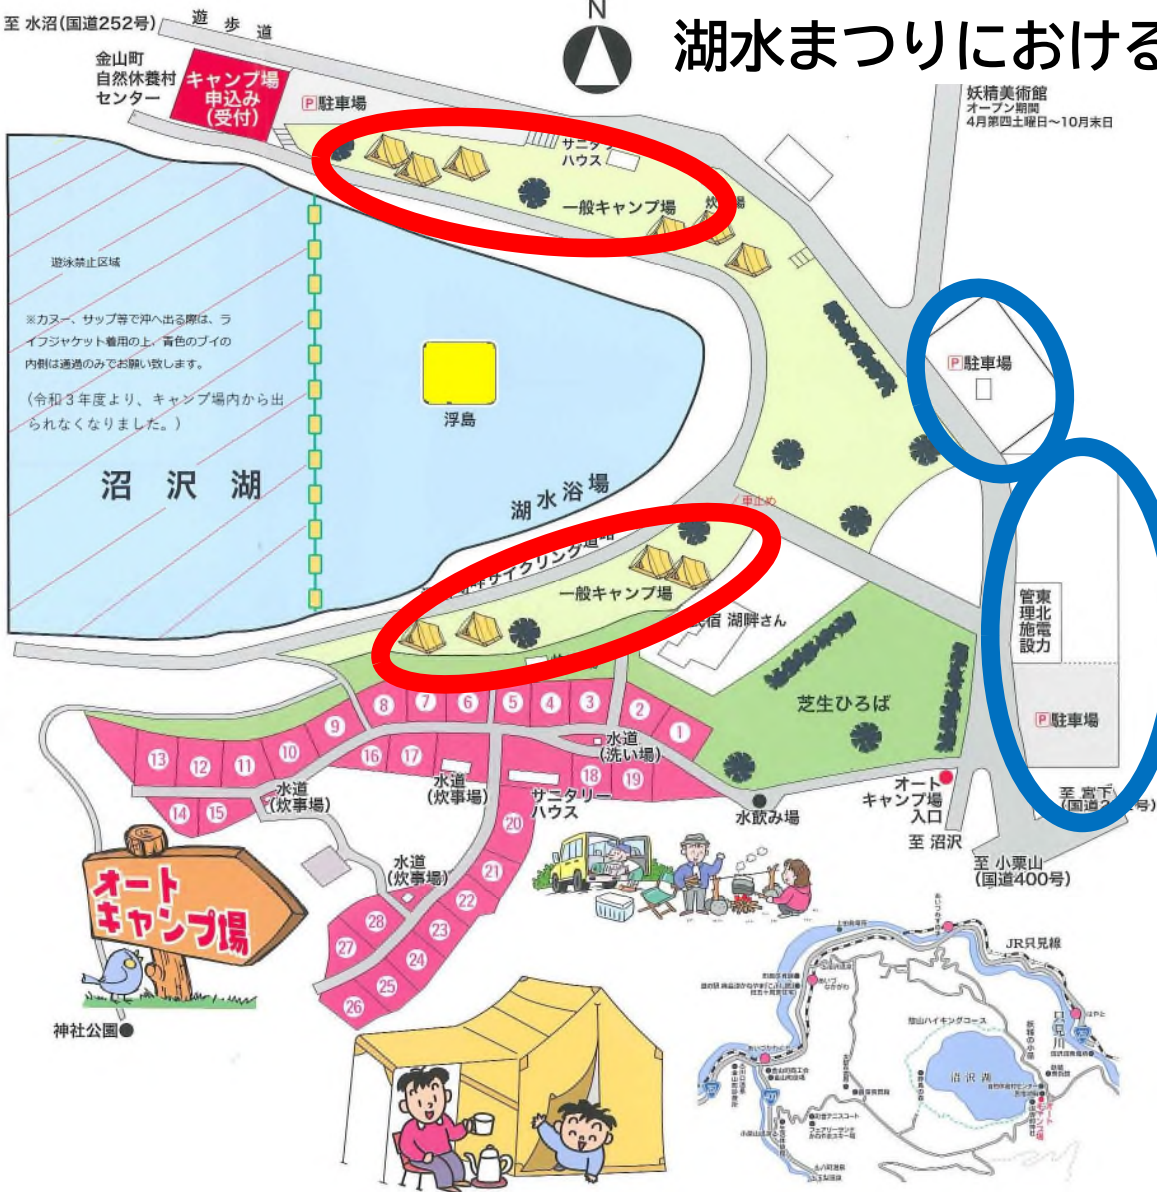 至 水沼(国道252号)
遊歩道
N
湖水まつりにおける
金山町
自然休養村
センター
キャンプ場
申込み
(受付)
P駐車場
妖精美術館
オープン期間
4月第四土曜日～10月末日
サニタリー
ハウス
一般キャンプ場
遊泳禁止区域
※カヌー、サップ等で沖へ出る際は、ラ
イフジャケット着用の上、青色のブイの
内側は通過のみでお願い致します。
(令和3年度より、キャンプ場内から出
られなくなりました。)
沼沢湖
浮島
P駐車場
湖水浴場
車止め
サイクリング
一般キャンプ場
湖畔さん
東北電力
管理施設
芝生ひろば
P駐車場
8 7 6 5 4 3 2 1
9
10
11
12
13
14
15
16
17
18
19
水道
(洗い場)
水道
(炊事場)
水道
(炊事場)
サニタリー
ハウス
水飲み場
オート
キャンプ場
入口
至 宮下
至 沼沢
至 小栗山
(国道400号)
水道
(炊事場)
20
21
22
23
24
25
26
27
28
オート
キャンプ場
神社公園
JR只見線
只見川
惣山ハイキングコース
沼沢湖